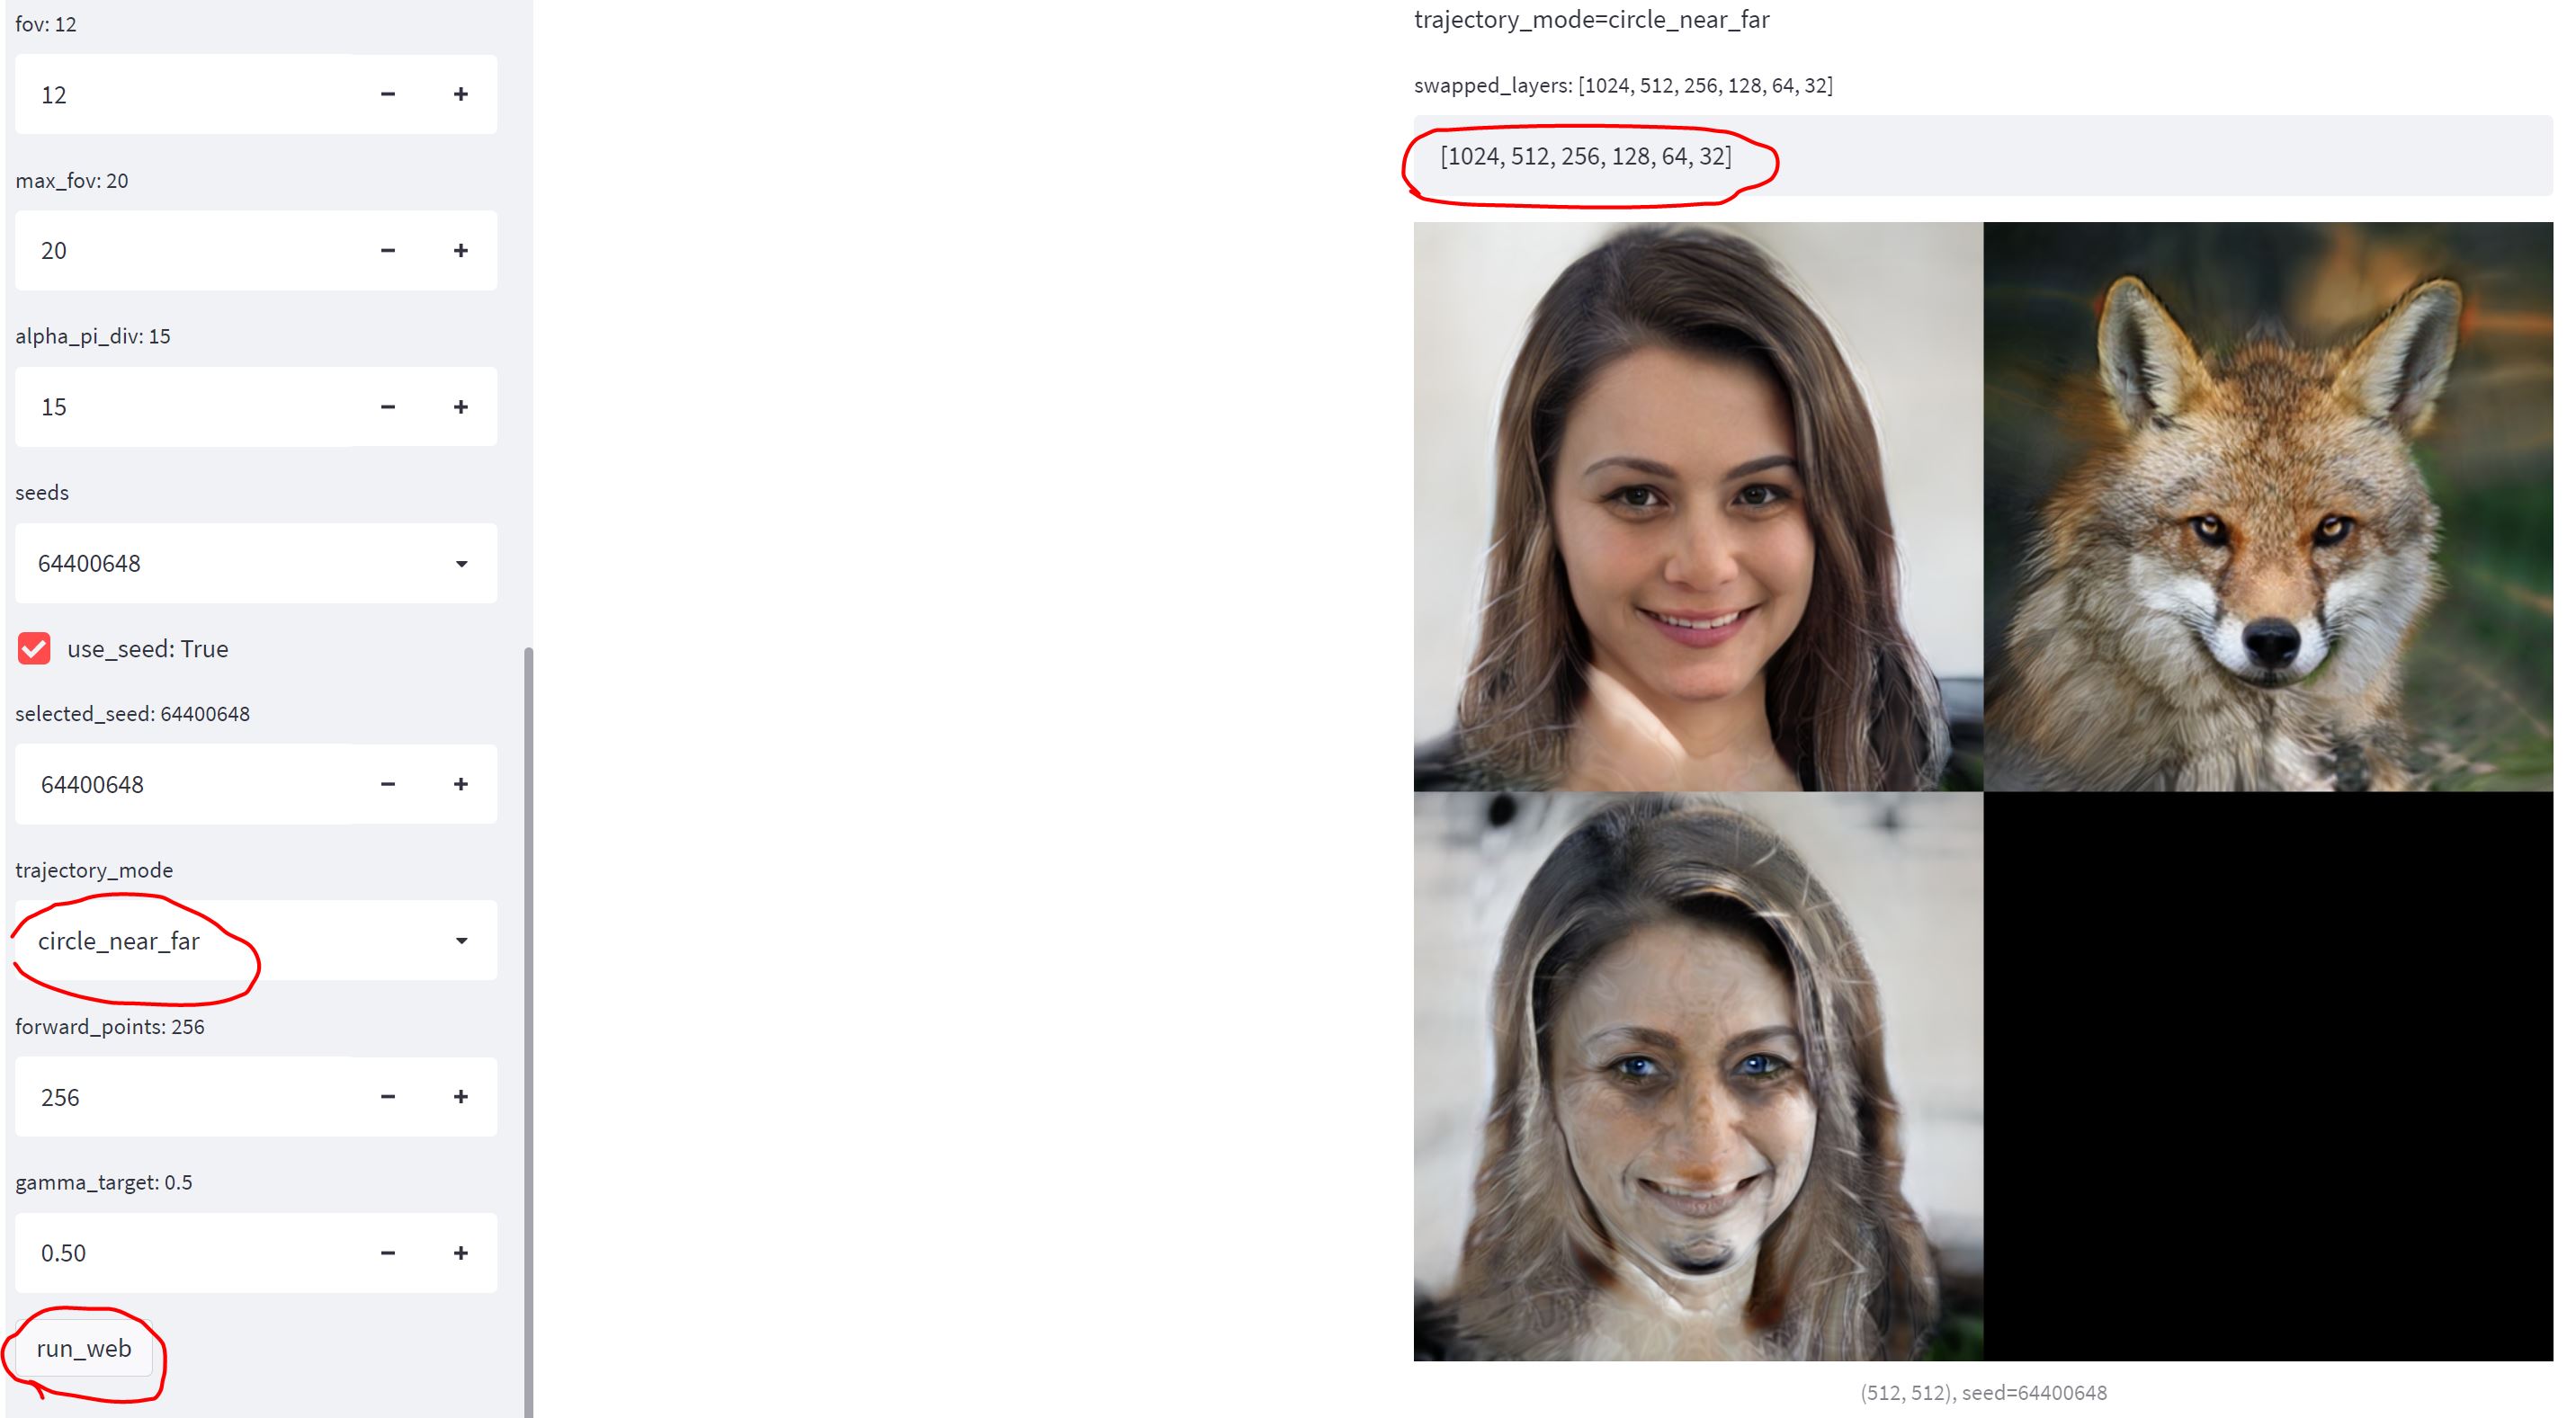 fov: 12
12
max_fov: 20
20
alpha_pi_div: 15
15
seeds
64400648
use_seed: True
selected_seed: 64400648
64400648
trajectory_mode
circle_near_far
forward_points: 256
256
gamma_target: 0.5
0.50
run_web
trajectory_mode=circle_near_far
swapped_layers: [1024, 512, 256, 128, 64, 32]
[1024, 512, 256, 128, 64, 32]
(512, 512), seed=64400648